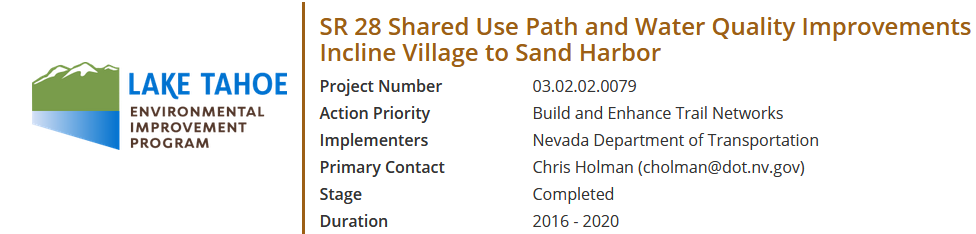 LAKE TAHOE
ENVIRONMENTAL
IMPROVEMENT
PROGRAM
SR 28 Shared Use Path and Water Quality Improvements
Incline Village to Sand Harbor
Project Number 03.02.02.0079
Action Priority Build and Enhance Trail Networks
Implementers Nevada Department of Transportation
Primary Contact Chris Holman (cholman@dot.nv.gov)
Stage Completed
Duration 2016 - 2020